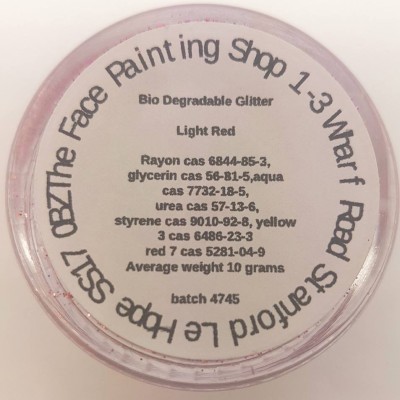 The Face Painting Shop 1-3 Wharf Road Stanford Le Hope SS17 0BZ
Bio Degradable Glitter
Light Red
Rayon cas 6844-85-3,
glycerin cas 56-81-5,aqua
cas 7732-18-5,
urea cas 57-13-6,
styrene cas 9010-92-8, yellow
3 cas 6486-23-3
red 7 cas 5281-04-9
Average weight 10 grams
batch 4745